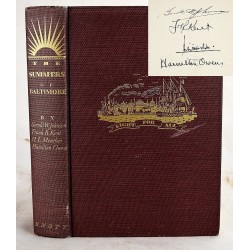 THE
SUNPAPERS
OF
BALTIMORE
BY
Gerald W. Johnson
Frank R. Kent
H. L. Mencken
Hamilton Owens
KNOPF
LIGHT FOR ALL
Hamilton Owens